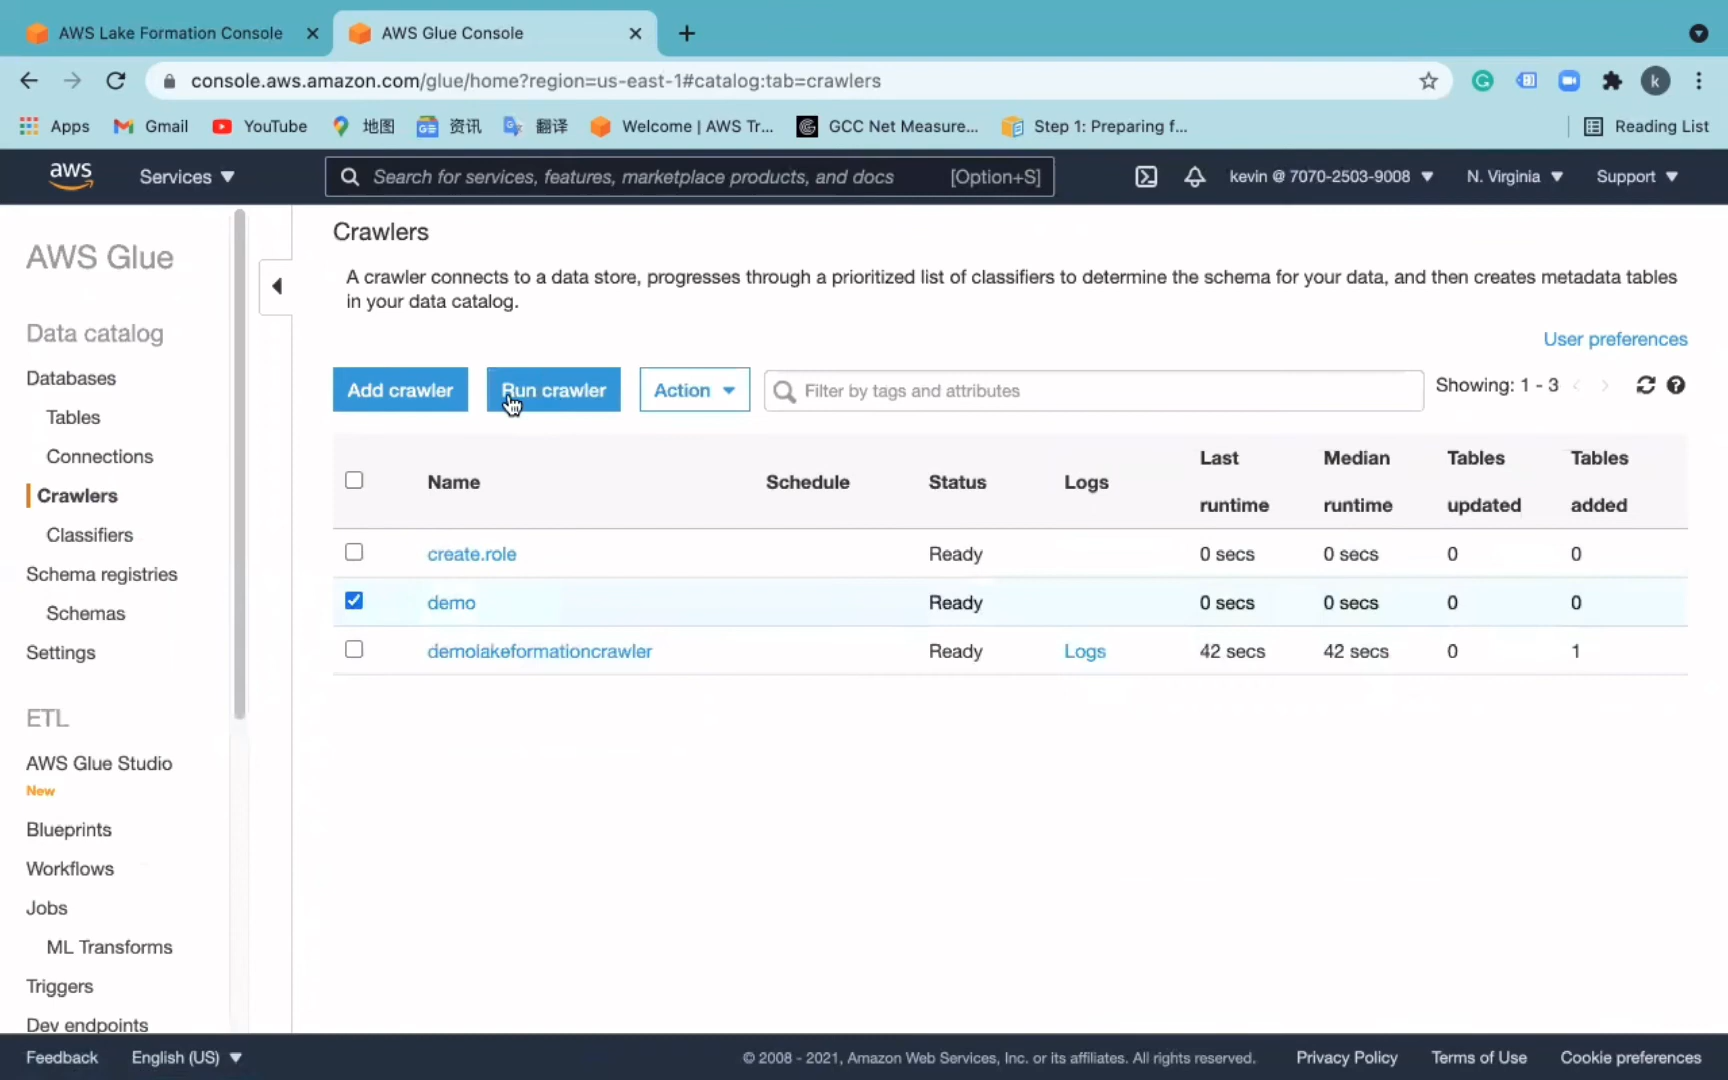 AWS Lake Formation Console
AWS Glue Console
console.aws.amazon.com/glue/home?region=us-east-1#catalog:tab=crawlers
k
Apps
Gmail
YouTube
地图
资讯
翻译
Welcome | AWS Tr...
GCC Net Measure...
Step 1: Preparing f...
Reading List
aws
Services
Search for services, features, marketplace products, and docs
[Option+S]
kevin @ 7070-2503-9008
N. Virginia
Support
AWS Glue
Data catalog
Databases
Tables
Connections
Crawlers
Classifiers
Schema registries
Schemas
Settings
ETL
AWS Glue Studio
New
Blueprints
Workflows
Jobs
ML Transforms
Triggers
Dev endpoints
Crawlers
A crawler connects to a data store, progresses through a prioritized list of classifiers to determine the schema for your data, and then creates metadata tables
in your data catalog.
User preferences
Add crawler
Run crawler
Action
Filter by tags and attributes
Showing: 1 - 3
Name Schedule Status Logs Last runtime Median runtime Tables updated Tables added
create.role Ready 0 secs 0 secs 0 0
demo Ready 0 secs 0 secs 0 0
demolakeformationcrawler Ready Logs 42 secs 42 secs 0 1
Feedback
English (US)
© 2008 - 2021, Amazon Web Services, Inc. or its affiliates. All rights reserved.
Privacy Policy
Terms of Use
Cookie preferences